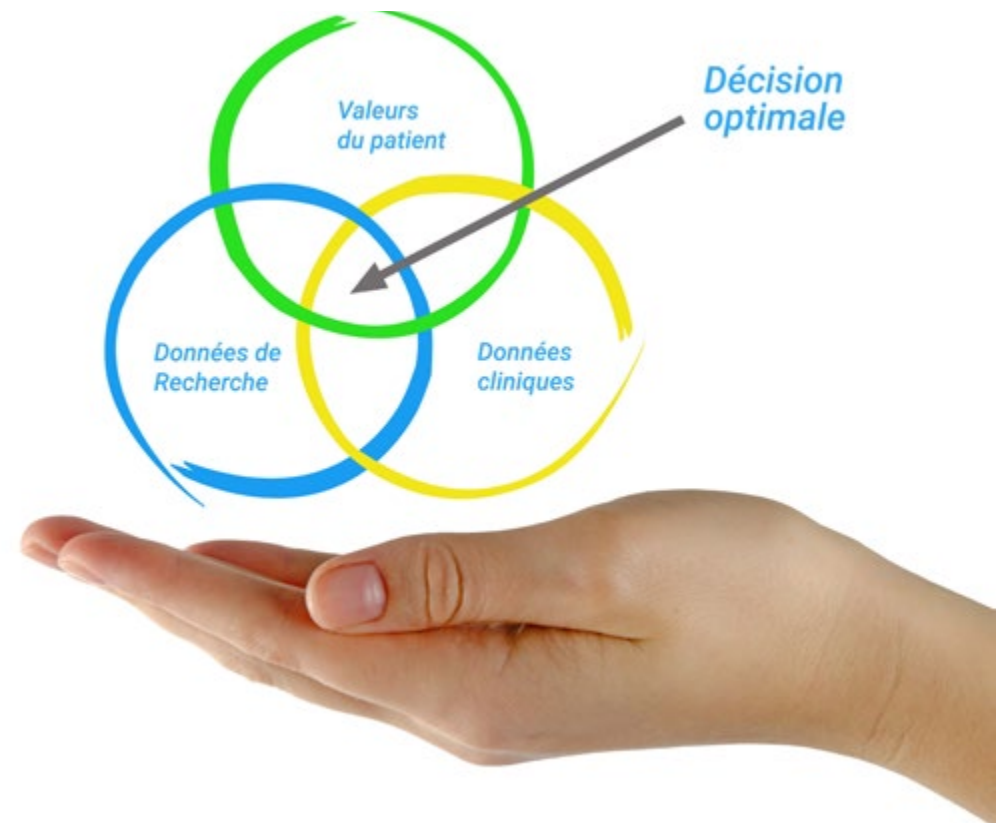 Valeurs
du patient
Décision
optimale
Données de
Recherche
Données
cliniques